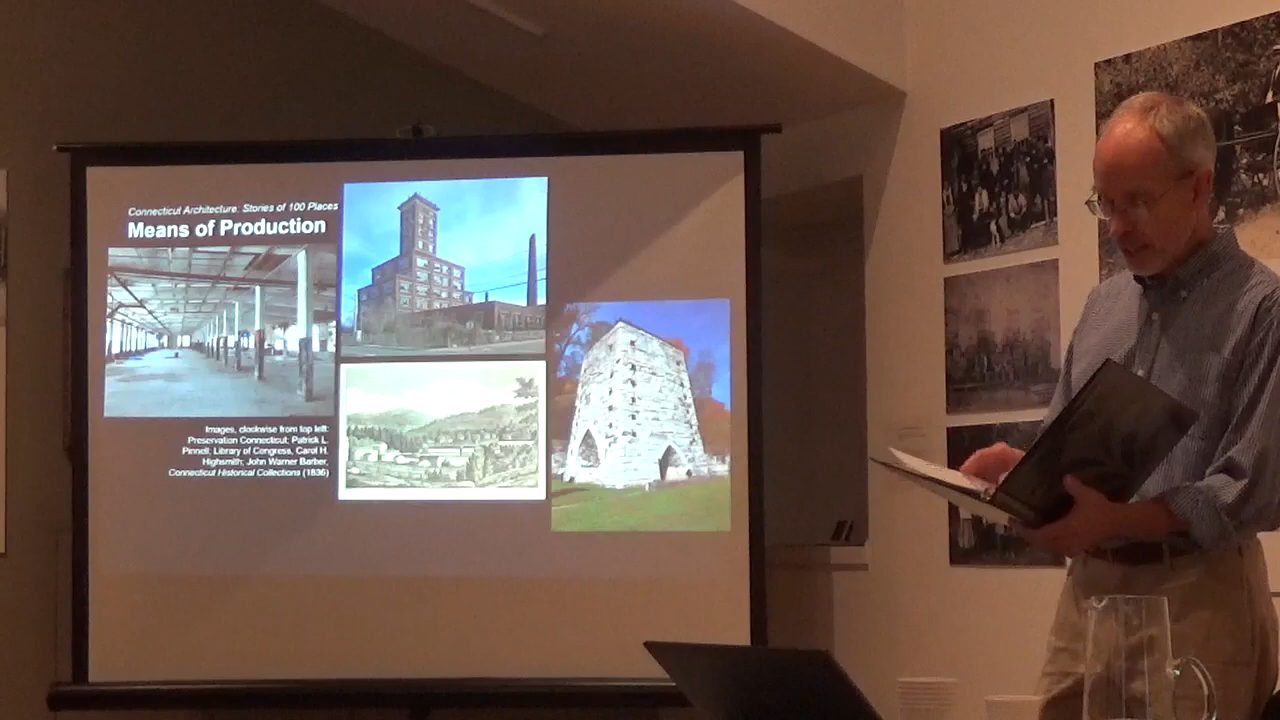 Connecticut Architecture: Stories of 100 Places
Means of Production
Images, clockwise from top left:
Preservation Connecticut; Patrick L.
Pinnell; Library of Congress, Carol H.
Highsmith; John Warner Barber,
Connecticut Historical Collections (1836)